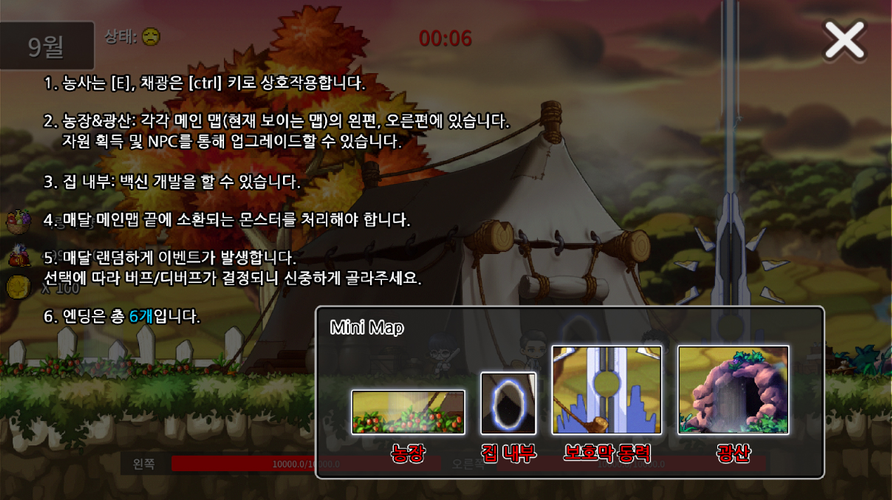 9월
상태:
00:06
1. 농사는 [E], 채광은 [ctrl] 키로 상호작용합니다.
2. 농장&광산: 각각 메인 맵(현재 보이는 맵)의 왼편, 오른편에 있습니다.
자원 획득 및 NPC를 통해 업그레이드할 수 있습니다.
3. 집 내부: 백신 개발을 할 수 있습니다.
4. 매달 메인맵 끝에 소환되는 몬스터를 처리해야 합니다.
5. 매달 랜덤하게 이벤트가 발생합니다.
선택에 따라 버프/디버프가 결정되니 신중하게 골라주세요.
X 100
6. 엔딩은 총 6개입니다.
Mini Map
농장
집 내부
보호막 동력
광산
왼쪽